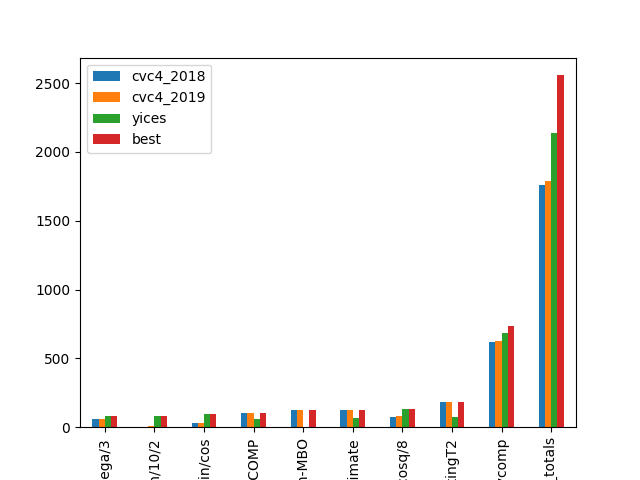 cvc4_2018
cvc4_2019
yices
best
2500
2000
1500
1000
500
0
ega/3
/10/2
in/cos
COMP
-MBO
imate
osq/8
ingT2
comp
_totals